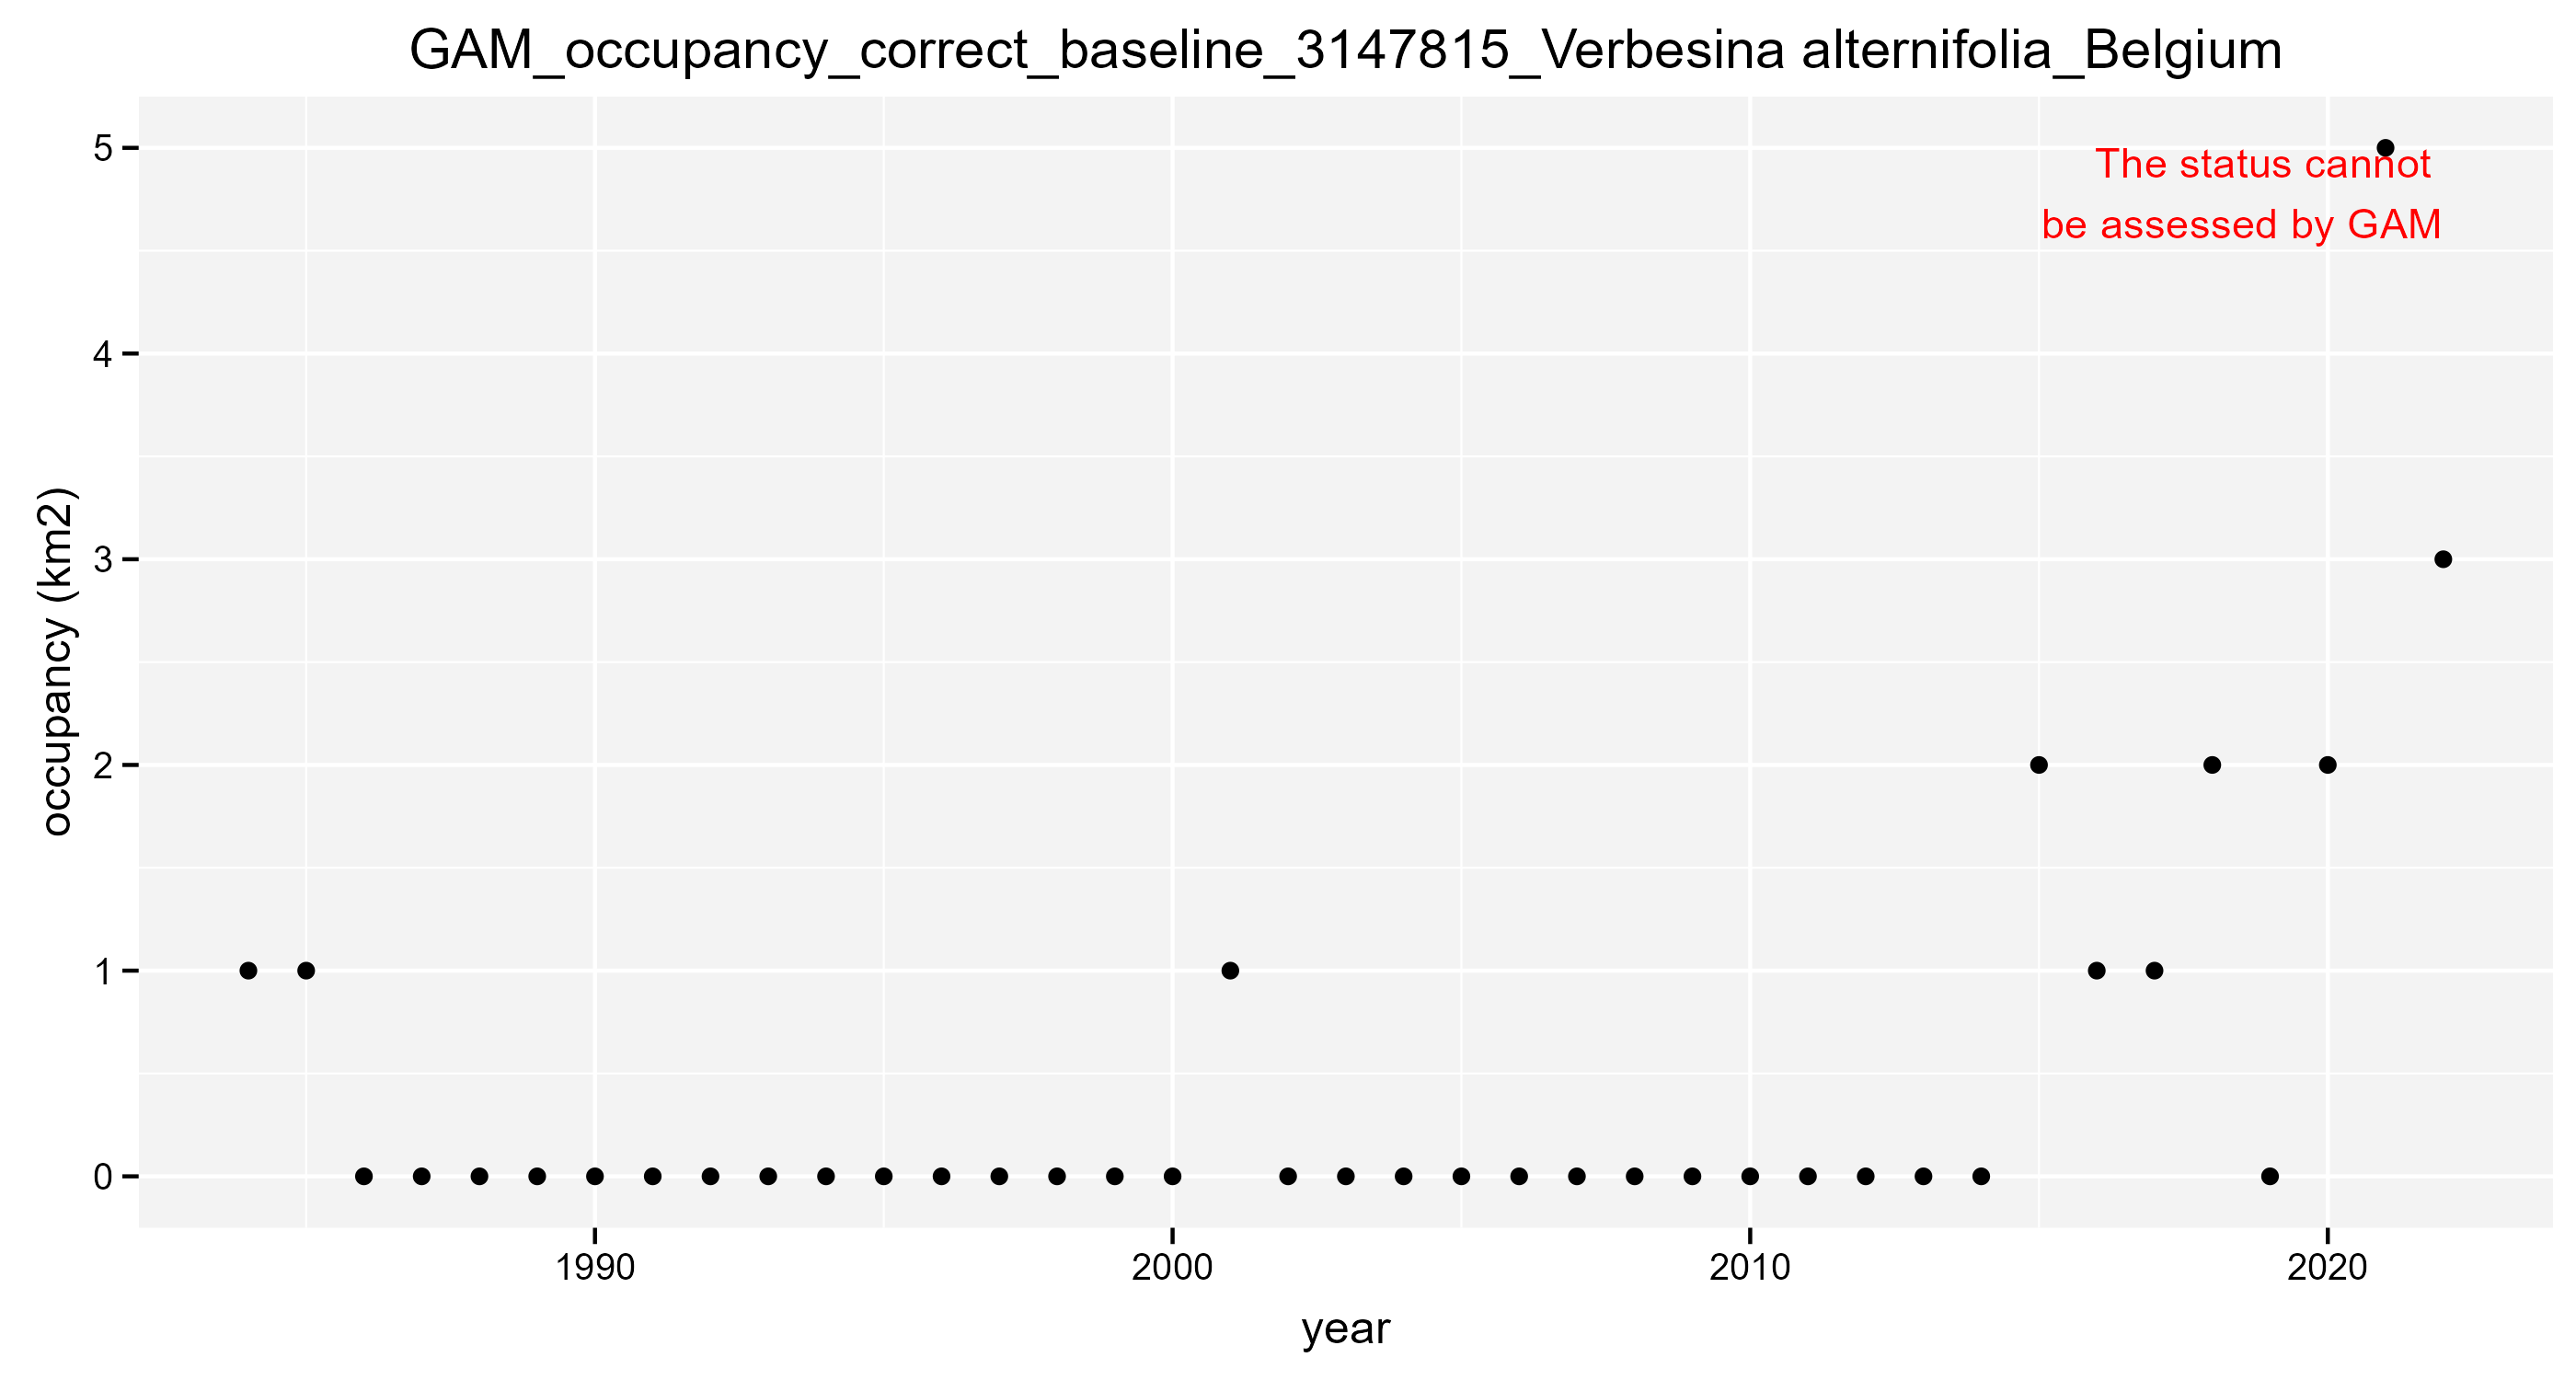 GAM_occupancy_correct_baseline_3147815_Verbesina alternifolia_Belgium
5
The status cannot
be assessed by GAM
4
3
2
1
0
occupancy (km2)
1990 2000 2010 2020
year